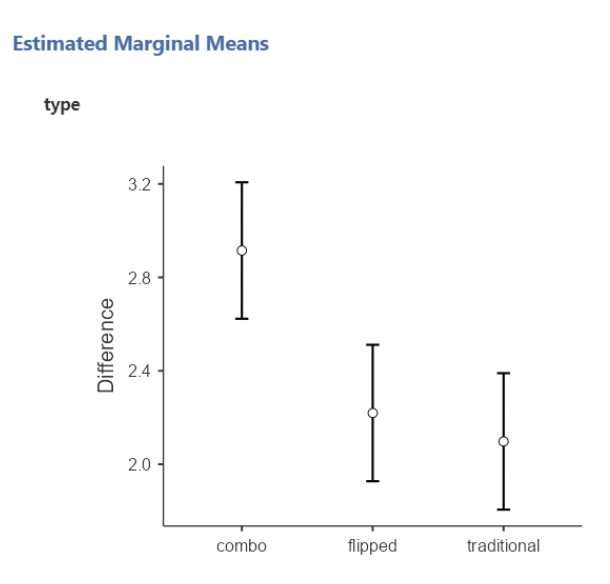 Estimated Marginal Means
type
3.2
2.8
2.4
2.0
Difference
combo flipped traditional